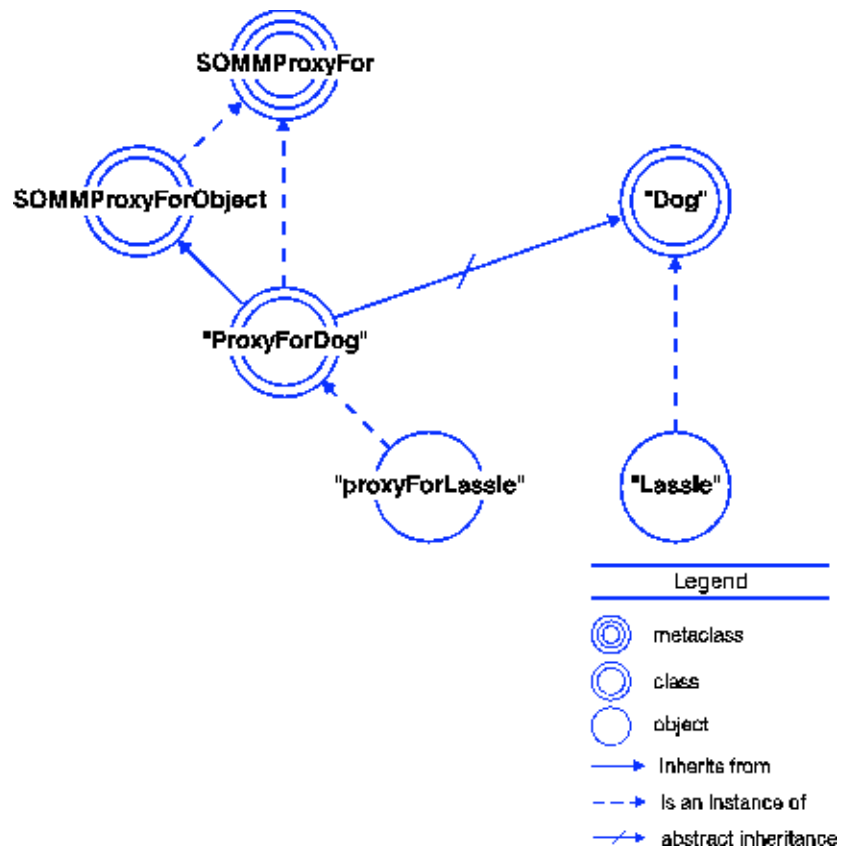 SOMMProxyFor
SOMMProxyForObject
"Dog"
"ProxyForDog"
"proxyForLassie"
"Lassie"
Legend
metaclass
class
object
Inherits from
Is an Instance of
abstract inheritance